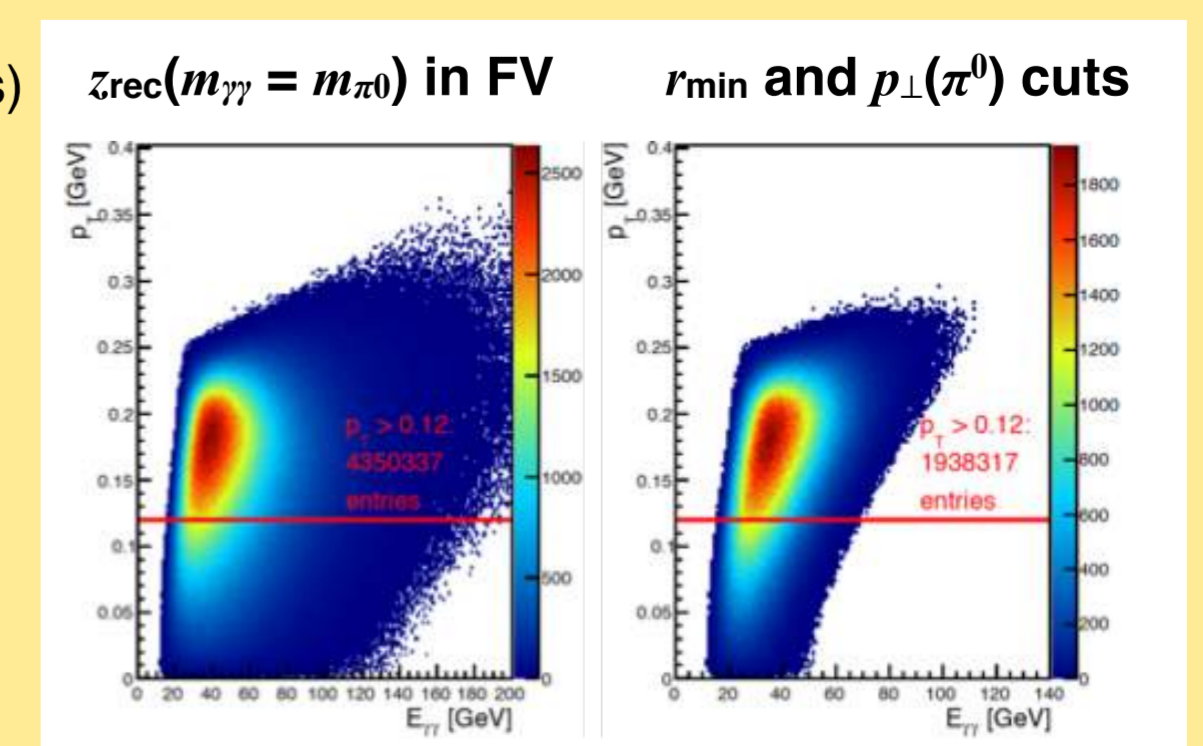 s)
zrec(mγγ = mπ0) in FV
rmin and p⊥(π⁰) cuts
pT [GeV]
0.4
0.35
0.3
0.25
0.2
0.15
0.1
0.05
0
0 20 40 60 80 100 120 140 160 180 200
Eγγ [GeV]
2500
2000
1500
1000
500
0
pT > 0.12:
4350337
entries
pT [GeV]
0.4
0.35
0.3
0.25
0.2
0.15
0.1
0.05
0
0 20 40 60 80 100 120 140
Eγγ [GeV]
1800
1600
1400
1200
1000
800
600
400
200
0
pT > 0.12:
1938317
entries